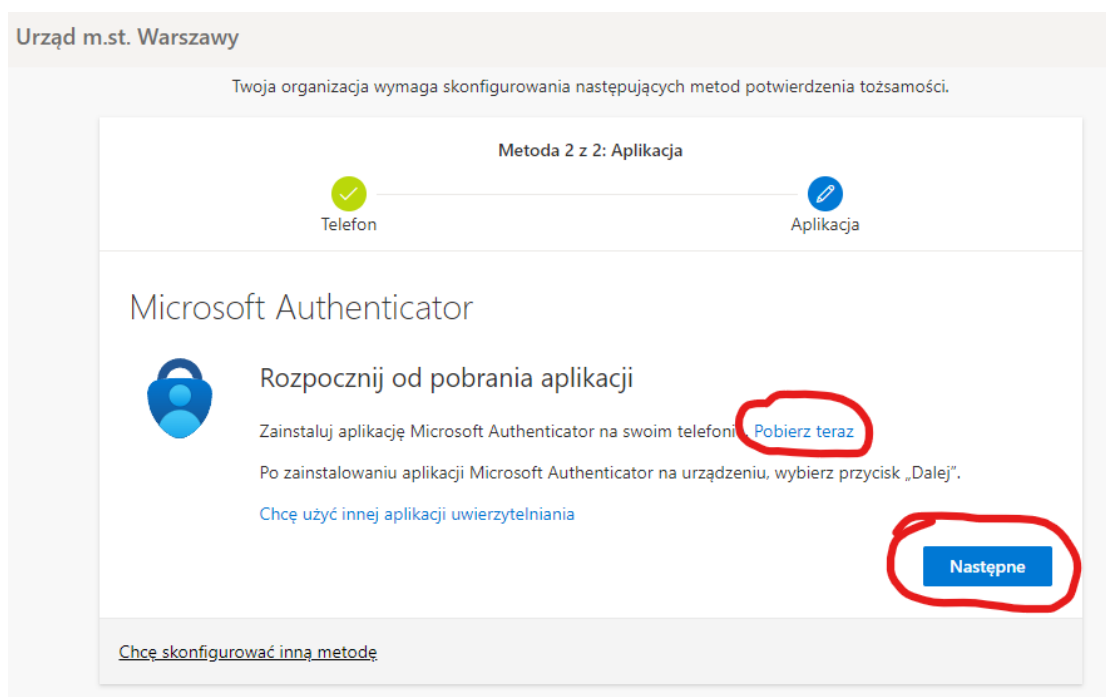 Urząd m.st. Warszawy
Twoja organizacja wymaga skonfigurowania następujących metod potwierdzenia tożsamości.
Metoda 2 z 2: Aplikacja
Telefon
Aplikacja
Microsoft Authenticator
Rozpocznij od pobrania aplikacji
Zainstaluj aplikację Microsoft Authenticator na swoim telefonie. Pobierz teraz
Po zainstalowaniu aplikacji Microsoft Authenticator na urządzeniu, wybierz przycisk „Dalej”.
Chcę użyć innej aplikacji uwierzytelniania
Następne
Chcę skonfigurować inną metodę